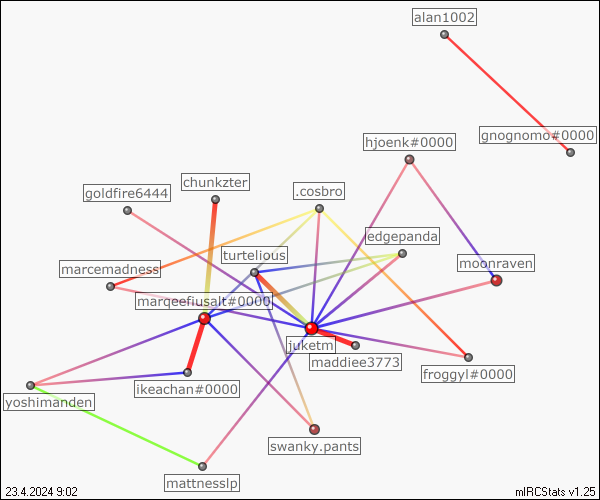 alan1002
gnognomo#0000
hjoenk#0000
chunkzter
goldfire6444
.cosbro
ledgepanda
turtelious
marcemadness
moonraven
marqeefiusalt#0000
juketm
maddiee3773
froggyl#0000
ikeachan#0000
yoshimanden
swanky.pants
mattnesslp
23.4.2024 9:02
mIRCStats v1.25